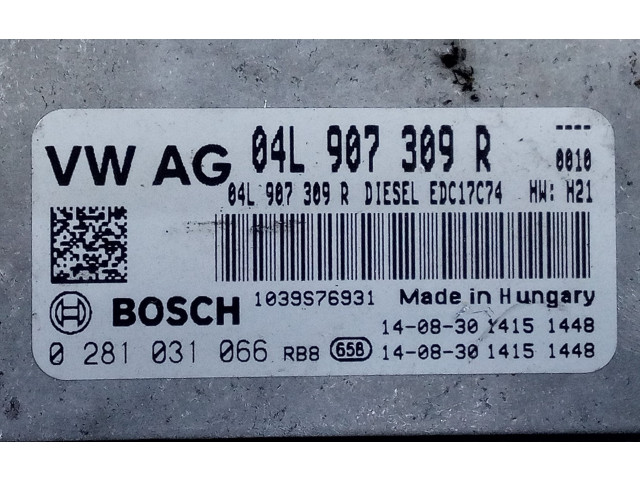 VW AG 04L 907 309 R ----
0010
04L 907 309 R DIESEL EDC17C74 HW: H21
BOSCH 1039S76931 Made in Hungary
14-08-30 1415 1448
0 281 031 066 RB8 658 14-08-30 1415 1448